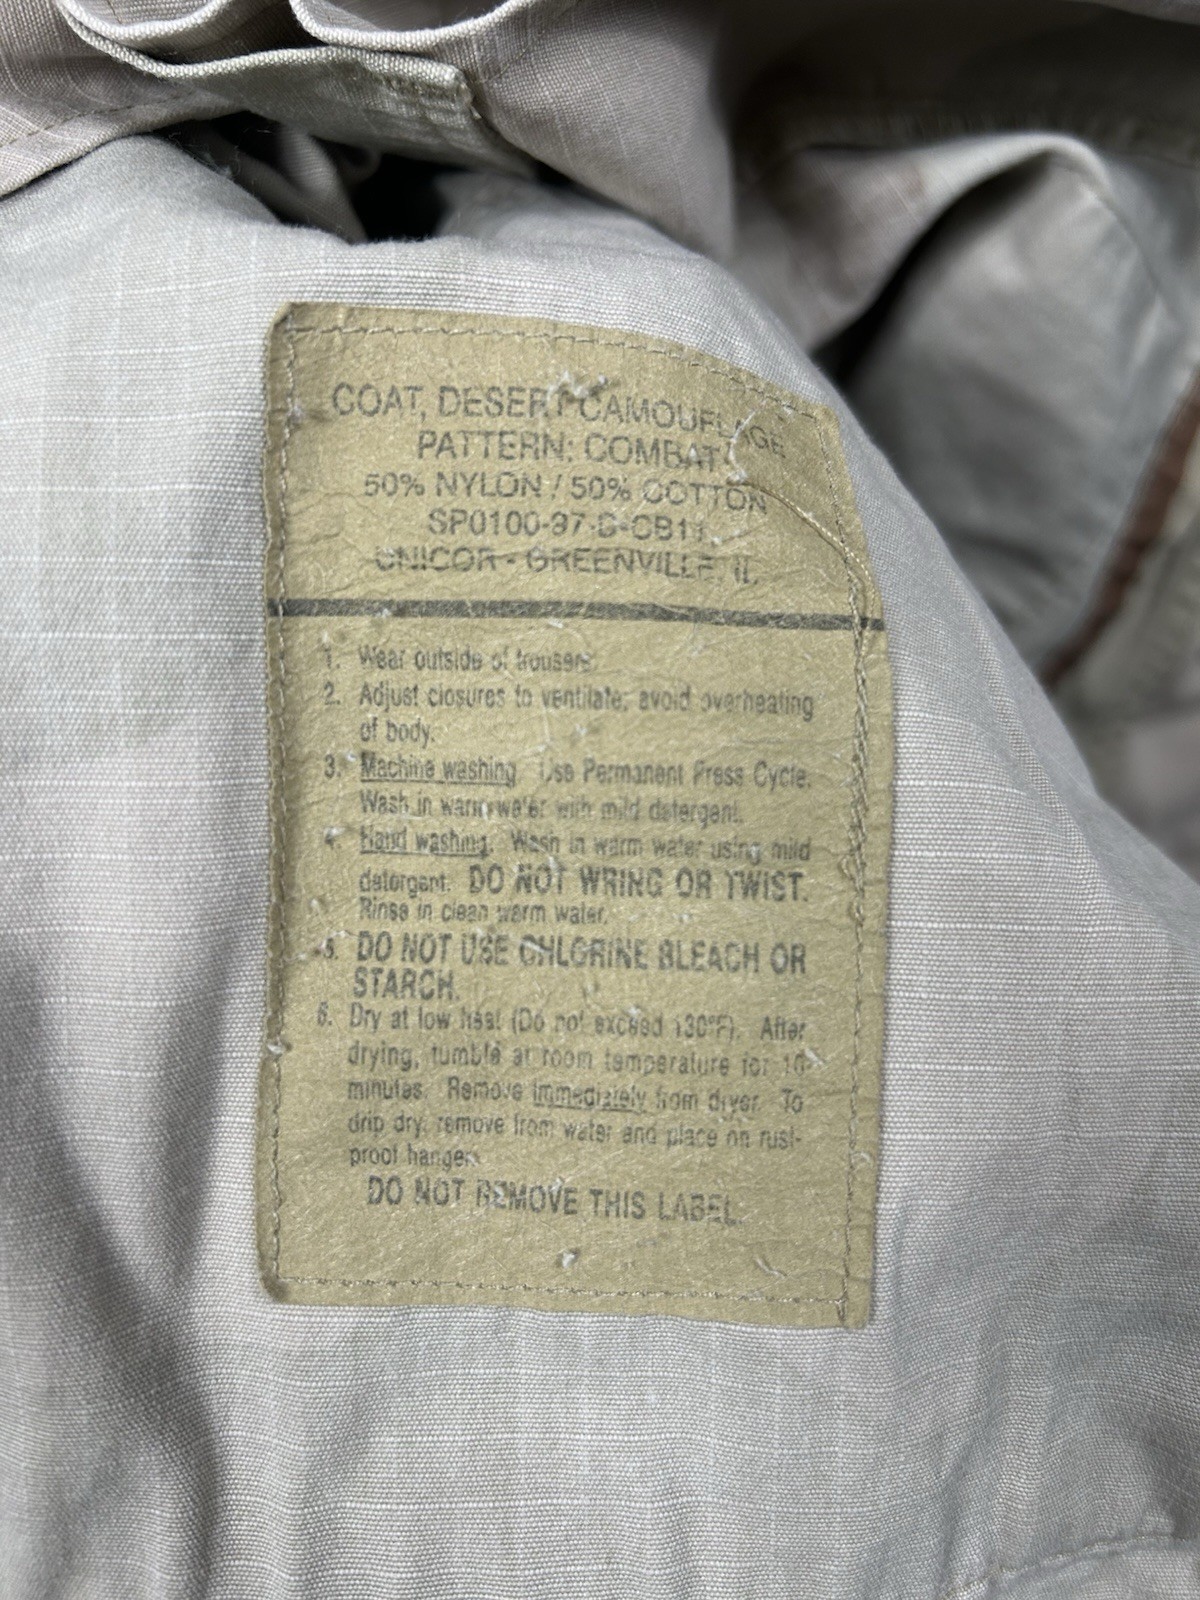 COAT, DESERT CAMOUFLAGE
PATTERN: COMBAT
50% NYLON / 50% COTTON
SP0100-97-
UNICOR - GREENVILLE, IL
1. Wear outside of trousers.
2. Adjust closures to ventilate; avoid overheating
of body.
3. Machine washing. Use Permanent Press Cycle.
Wash in warm water with mild detergent.
4. Hand washing. Wash in warm water using mild
detergent. DO NOT WRING OR TWIST.
Rinse in clean warm water.
5. DO NOT USE CHLORINE BLEACH OR
STARCH.
6. Dry at low heat (Do not exceed 130°F). After
drying, tumble at room temperature for 10-
minutes. Remove immediately from dryer. To
drip dry, remove from water and place on rust-
proof hanger.
DO NOT REMOVE THIS LABEL.